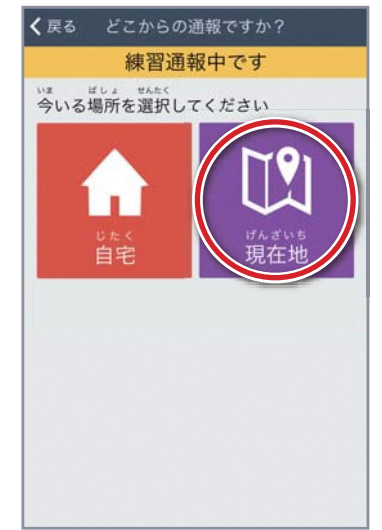 戻る どこからの通報ですか？
練習通報中です
いま ばしょ せんたく
今いる場所を選択してください
じたく げんざいち
自宅 現在地